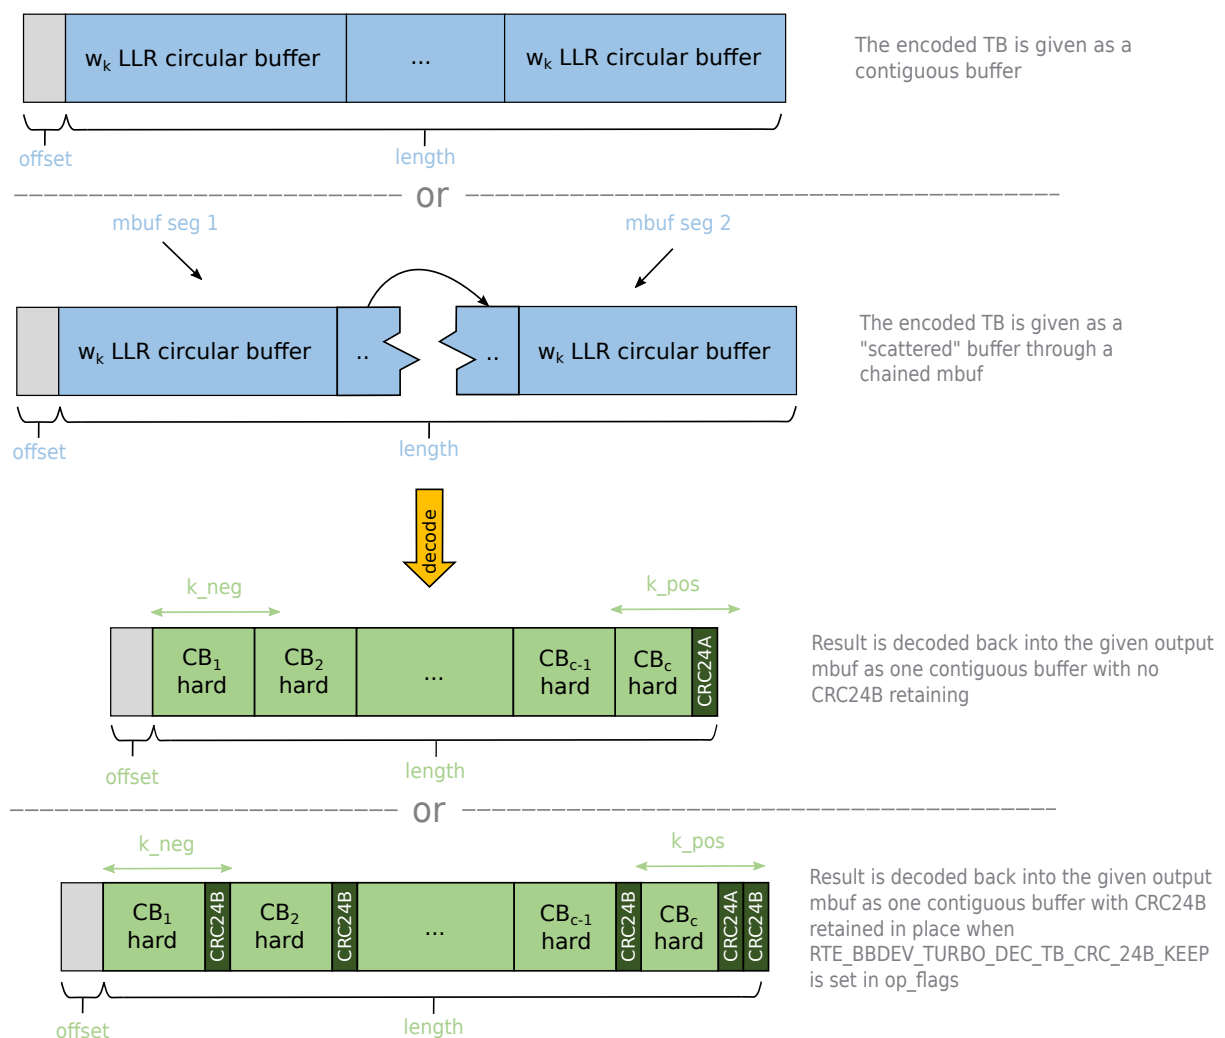 wk LLR circular buffer
...
wk LLR circular buffer
The encoded TB is given as a
contiguous buffer
offset
length
or
mbuf seg 1
mbuf seg 2
wk LLR circular buffer
..
..
wk LLR circular buffer
The encoded TB is given as a
"scattered" buffer through a
chained mbuf
offset
length
decode
k_neg
k_pos
CB1
hard
CB2
hard
...
CBc-1
hard
CBc
hard
CRC24A
Result is decoded back into the given output
mbuf as one contiguous buffer with no
CRC24B retaining
offset
length
or
k_neg
k_pos
CB1
hard
CRC24B
CB2
hard
CRC24B
...
CBc-1
hard
CRC24B
CBc
hard
CRC24A
CRC24B
Result is decoded back into the given output
mbuf as one contiguous buffer with CRC24B
retained in place when
RTE_BBDEV_TURBO_DEC_TB_CRC_24B_KEEP
is set in op_flags
offset
length